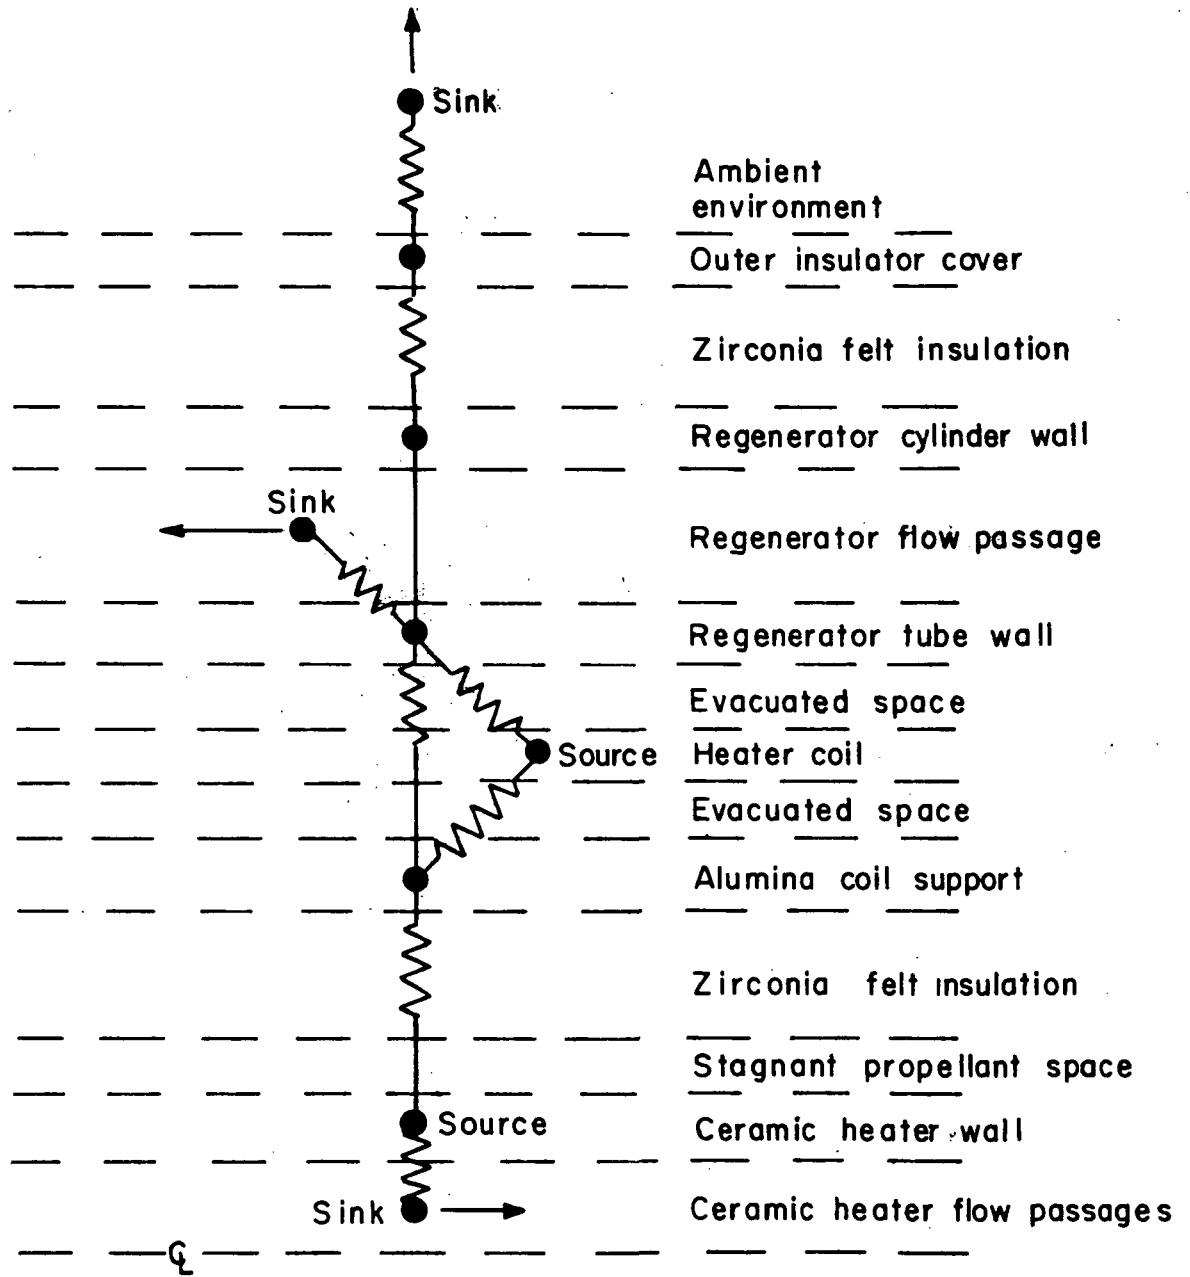 Sink
Ambient
environment
Outer insulator cover
Zirconia felt insulation
Regenerator cylinder wall
Sink
Regenerator flow passage
Regenerator tube wall
Evacuated space
Source
Heater coil
Evacuated space
Alumina coil support
Zirconia felt insulation
Stagnant propellant space
Source
Ceramic heater wall
Sink
Ceramic heater flow passages
℄